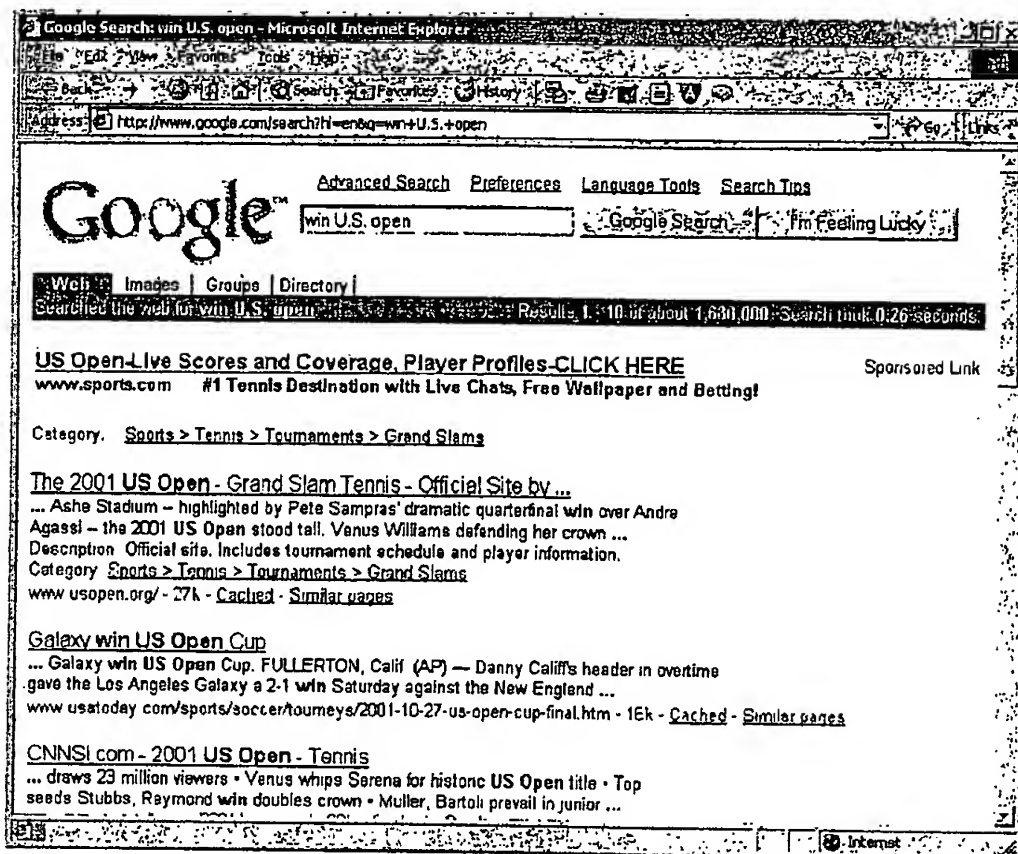 Google Search: win U.S. open - Microsoft Internet Explorer
File Edit View Favorites Tools Help
Back Search Favorites History
Address http://www.google.com/search?hl=en&q=win+U.S.+open Go Links
Advanced Search Preferences Language Tools Search Tips
Google™ win U.S. open Google Search I'm Feeling Lucky
Web Images Groups Directory
Searched the web for win U.S. open. Results 1 - 10 of about 1,630,000. Search took 0.26 seconds.
US Open-Live Scores and Coverage, Player Profiles-CLICK HERE Sponsored Link
www.sports.com #1 Tennis Destination with Live Chats, Free Wallpaper and Betting!
Category. Sports > Tennis > Tournaments > Grand Slams
The 2001 US Open - Grand Slam Tennis - Official Site by ...
... Ashe Stadium – highlighted by Pete Sampras' dramatic quarterfinal win over Andre
Agassi – the 2001 US Open stood tall. Venus Williams defending her crown ...
Description Official site. Includes tournament schedule and player information.
Category Sports > Tennis > Tournaments > Grand Slams
www usopen.org/ - 27k - Cached - Similar pages
Galaxy win US Open Cup
... Galaxy win US Open Cup. FULLERTON, Calif (AP) — Danny Califf's header in overtime
gave the Los Angeles Galaxy a 2-1 win Saturday against the New England ...
www usatoday com/sports/soccer/tourneys/2001-10-27-us-open-cup-final.htm - 16k - Cached - Similar pages
CNNSI.com - 2001 US Open - Tennis
... draws 23 million viewers • Venus whips Serena for historic US Open title • Top
seeds Stubbs, Raymond win doubles crown • Muller, Bartoli prevail in junior ...
Internet